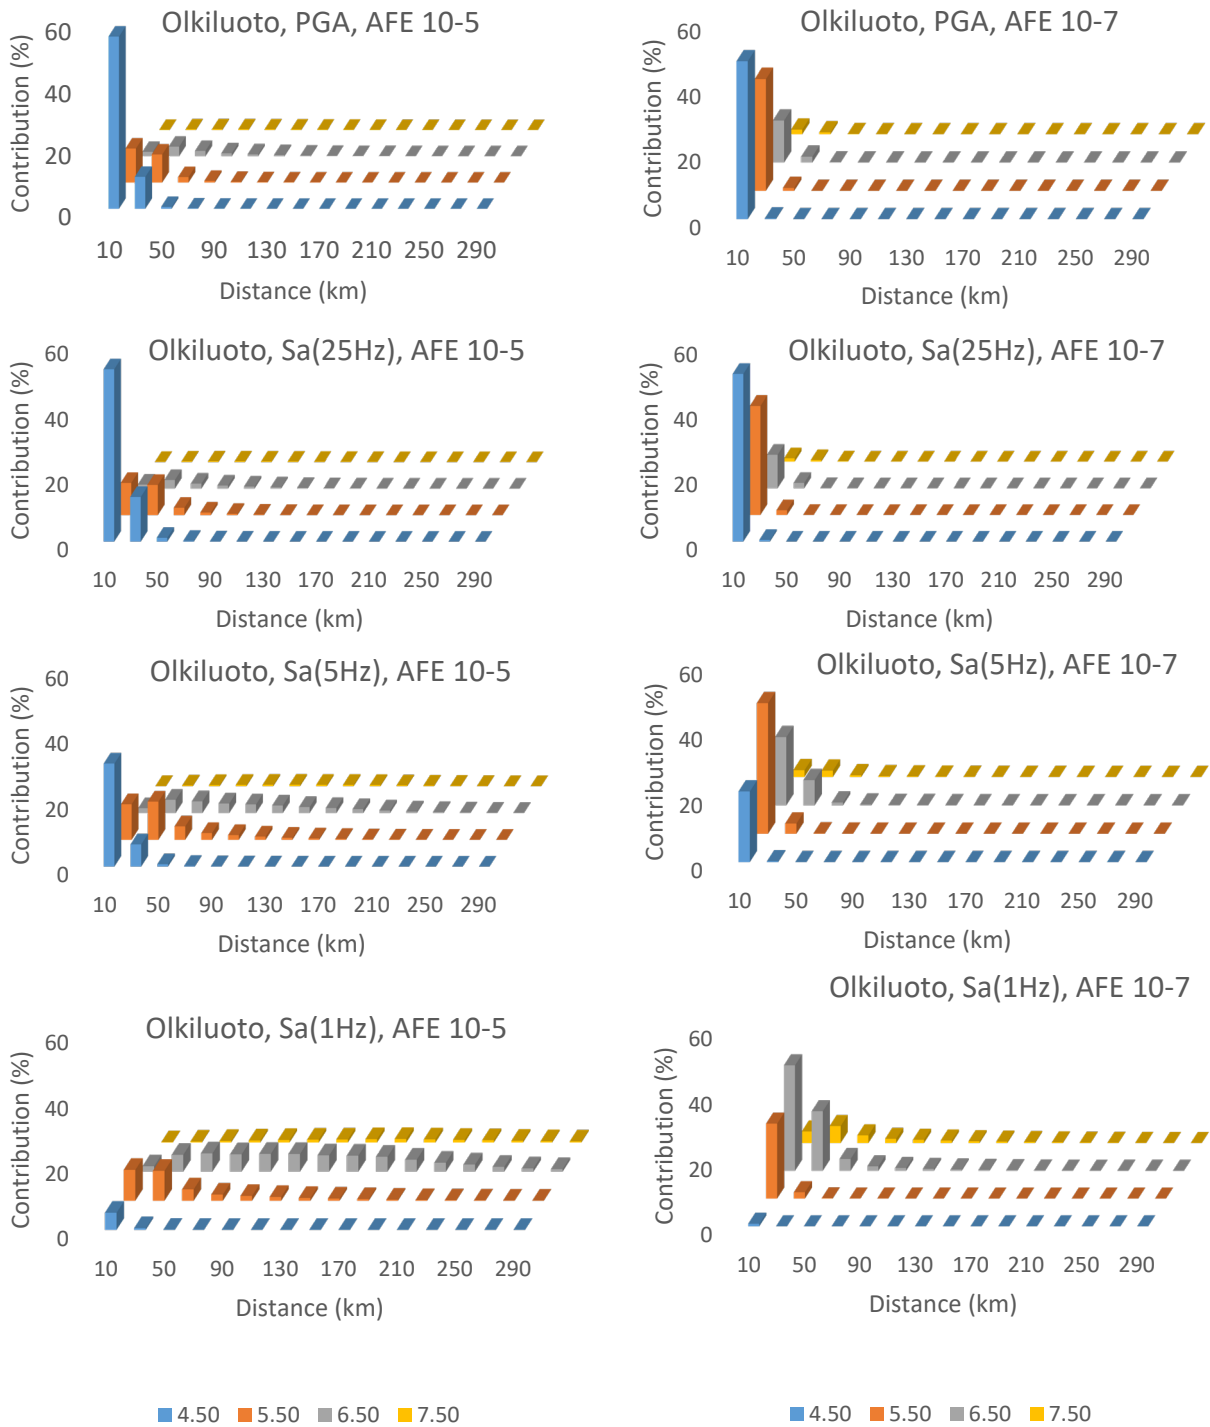 Olkiluoto, PGA, AFE 10-5
Contribution (%)
60
40
20
0
10 50 90 130 170 210 250 290
Distance (km)
Olkiluoto, PGA, AFE 10-7
Contribution (%)
60
40
20
0
10 50 90 130 170 210 250 290
Distance (km)
Olkiluoto, Sa(25Hz), AFE 10-5
Contribution (%)
60
40
20
0
10 50 90 130 170 210 250 290
Distance (km)
Olkiluoto, Sa(25Hz), AFE 10-7
Contribution (%)
60
40
20
0
10 50 90 130 170 210 250 290
Distance (km)
Olkiluoto, Sa(5Hz), AFE 10-5
Contribution (%)
60
40
20
0
10 50 90 130 170 210 250 290
Distance (km)
Olkiluoto, Sa(5Hz), AFE 10-7
Contribution (%)
60
40
20
0
10 50 90 130 170 210 250 290
Distance (km)
Olkiluoto, Sa(1Hz), AFE 10-5
Contribution (%)
60
40
20
0
10 50 90 130 170 210 250 290
Distance (km)
Olkiluoto, Sa(1Hz), AFE 10-7
Contribution (%)
60
40
20
0
10 50 90 130 170 210 250 290
Distance (km)
4.50 5.50 6.50 7.50
4.50 5.50 6.50 7.50